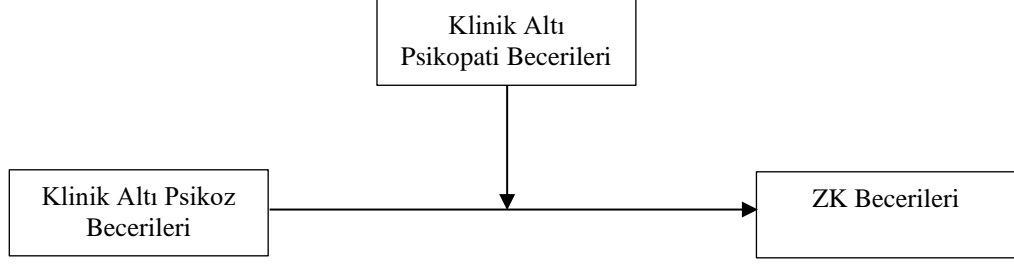 Klinik Altı
Psikopati Becerileri
Klinik Altı Psikoz
Becerileri
ZK Becerileri